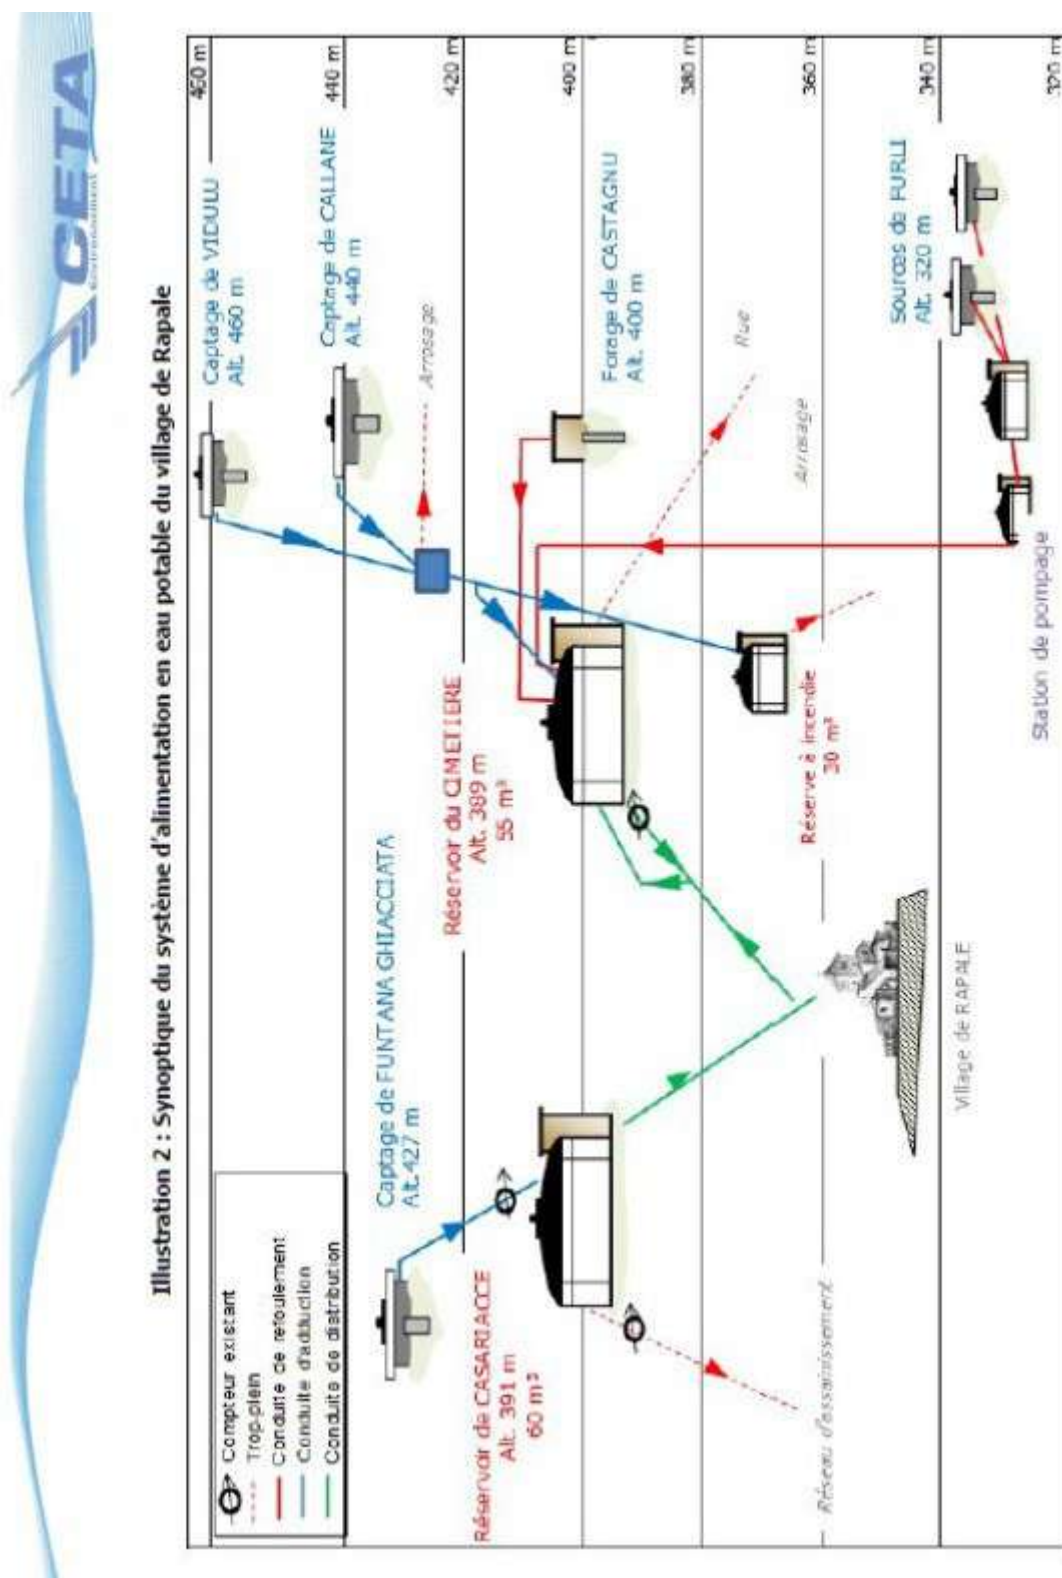 CETA
Environnement
Illustration 2 : Synoptique du système d'alimentation en eau potable du village de Rapale
Compteur existant
Trop-plein
Conduite de refoulement
Conduite d'adduction
Conduite de distribution
460 m
440 m
420 m
400 m
380 m
360 m
340 m
320 m
Captage de VIDULU
Alt. 460 m
Captage de CALLANE
Alt. 440 m
Arrosage
Captage de FUNTANA GHIACCIATA
Alt.427 m
Forage de CASTAGNU
Alt. 400 m
Réservoir du CIMETIERE
Alt. 389 m
55 m³
Réservoir de CASARIACCE
Alt. 391 m
60 m³
Rue
Arrosage
Réserve à incendie
30 m³
Sources de FURLI
Alt. 320 m
Réseau d'assainissement
Village de RAPALE
Station de pompage